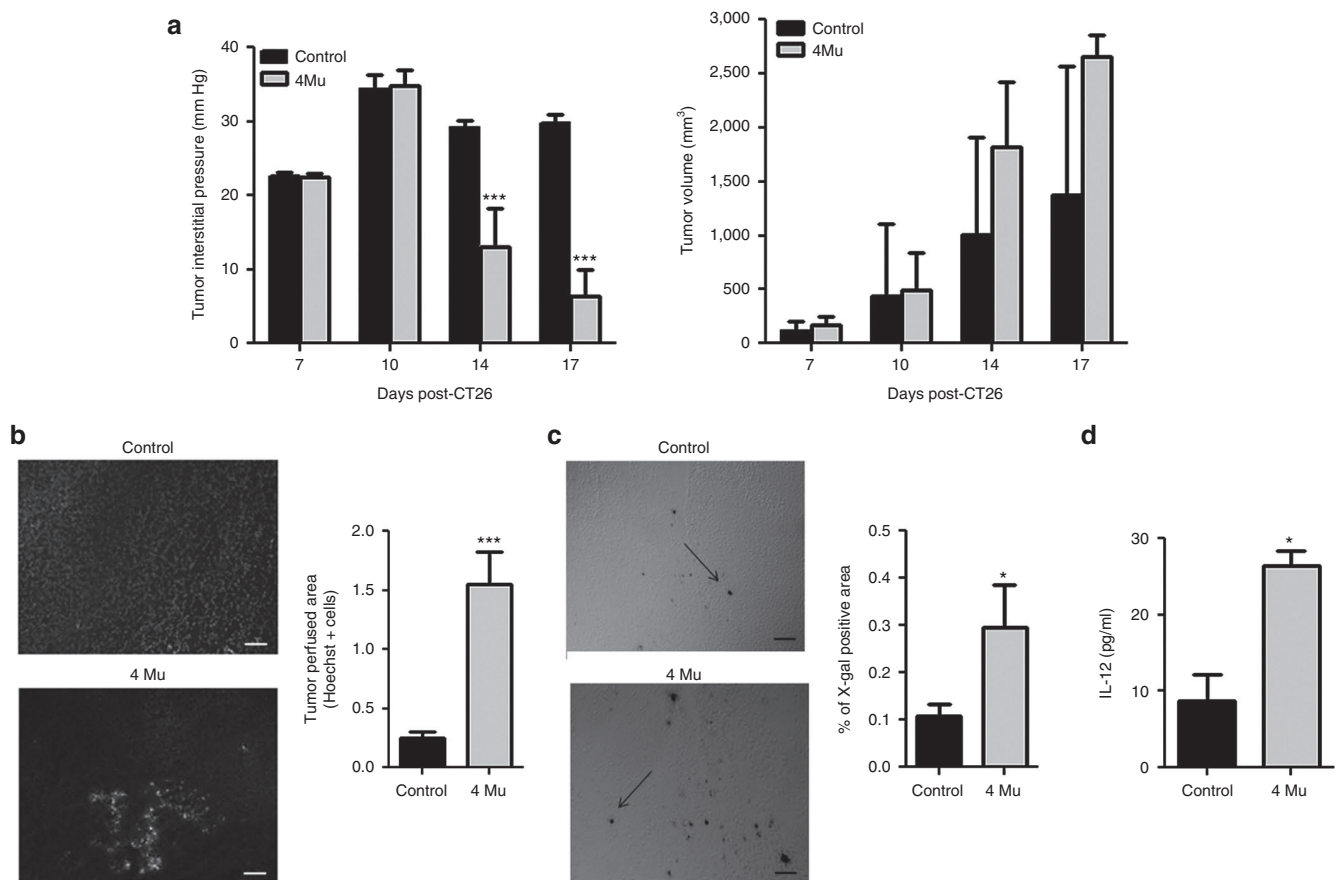 a
Tumor interstitial pressure (mm Hg)
40
30
20
10
0
Control
4Mu
***
***
7 10 14 17
Days post-CT26
Tumor volume (mm³)
3,000
2,500
2,000
1,500
1,000
500
0
Control
4Mu
7 10 14 17
Days post-CT26
b
Control
4 Mu
Tumor perfused area
(Hoechst + cells)
2.0
1.5
1.0
0.5
0.0
***
Control 4 Mu
c
Control
4 Mu
% of X-gal positive area
0.5
0.4
0.3
0.2
0.1
0.0
*
Control 4 Mu
d
IL-12 (pg/ml)
30
20
10
0
*
Control 4 Mu